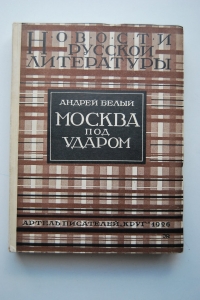 НОВОСТИ
РУССКОЙ
ЛИТЕРАТУРЫ
АНДРЕЙ БЕЛЫЙ
МОСКВА
ПОД
УДАРОМ
АРТЕЛЬ ПИСАТЕЛЕЙ „КРУГ" 1926